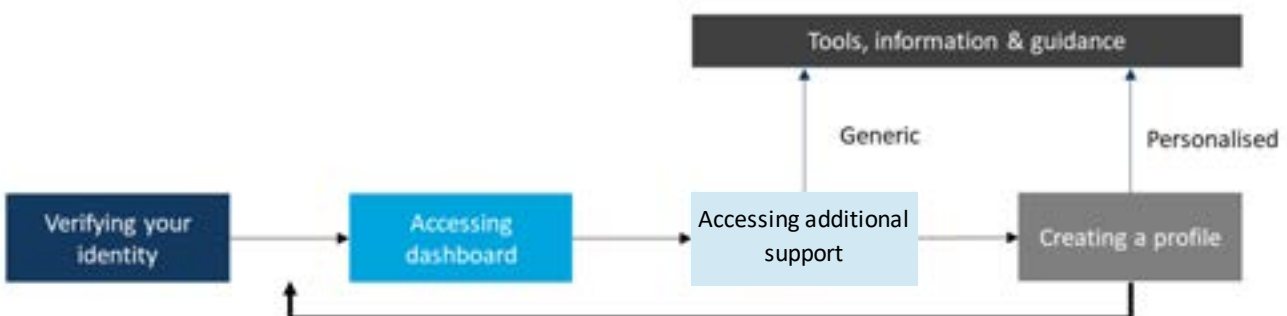 Tools, information & guidance
Generic
Personalised
Verifying your
identity
Accessing
dashboard
Accessing additional
support
Creating a profile